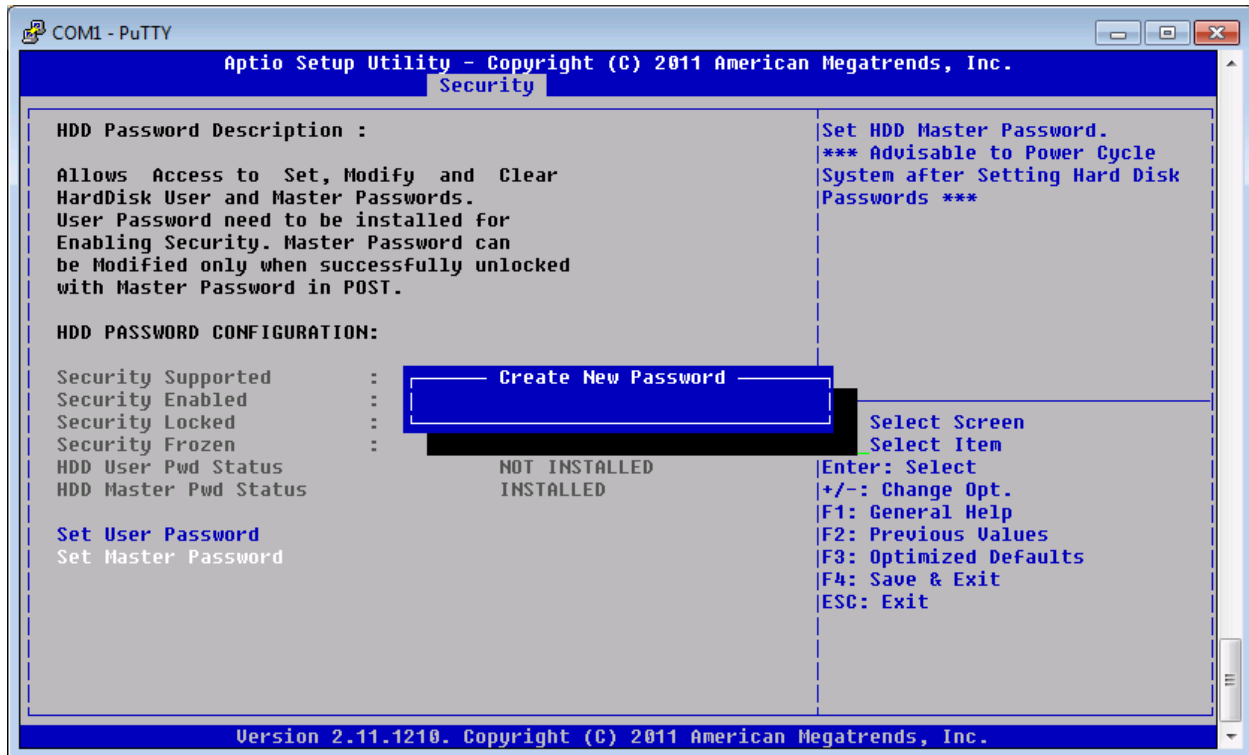 COM1 - PuTTY
Aptio Setup Utility - Copyright (C) 2011 American Megatrends, Inc.
Security
HDD Password Description :
Allows Access to Set, Modify and Clear
HardDisk User and Master Passwords.
User Password need to be installed for
Enabling Security. Master Password can
be Modified only when successfully unlocked
with Master Password in POST.
HDD PASSWORD CONFIGURATION:
Security Supported :
Security Enabled :
Security Locked :
Security Frozen :
HDD User Pwd Status NOT INSTALLED
HDD Master Pwd Status INSTALLED
Set User Password
Set Master Password
Create New Password
Set HDD Master Password.
*** Advisable to Power Cycle
System after Setting Hard Disk
Passwords ***
Select Screen
Select Item
Enter: Select
+/-: Change Opt.
F1: General Help
F2: Previous Values
F3: Optimized Defaults
F4: Save & Exit
ESC: Exit
Version 2.11.1210. Copyright (C) 2011 American Megatrends, Inc.